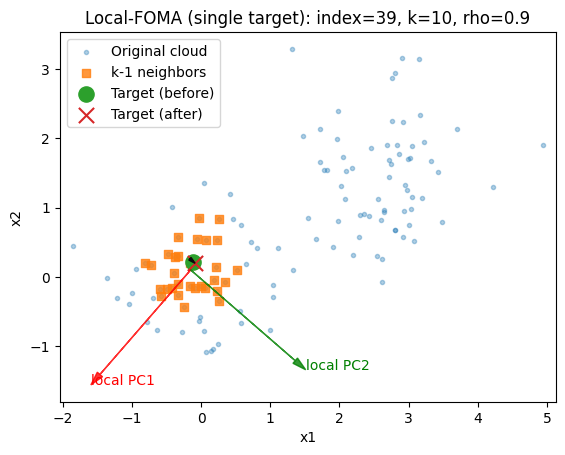 Local-FOMA (single target): index=39, k=10, rho=0.9
Original cloud
k-1 neighbors
Target (before)
Target (after)
3
2
1
0
−1
x2
local PC1
local PC2
−2
−1
0
1
2
3
4
5
x1